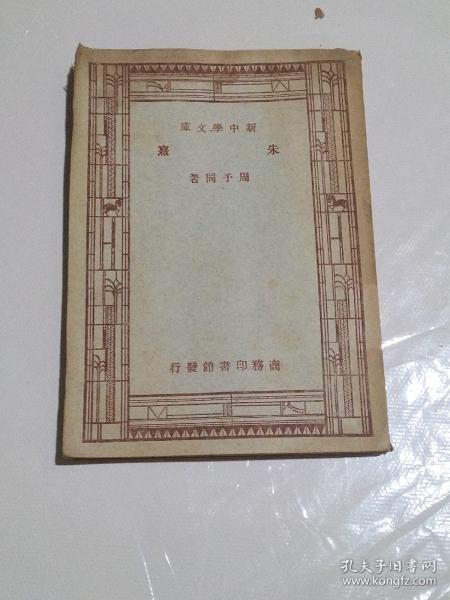 新中學文庫
朱熹
周予同著
商務印書館發行
孔夫子旧书网
www.kongfz.com